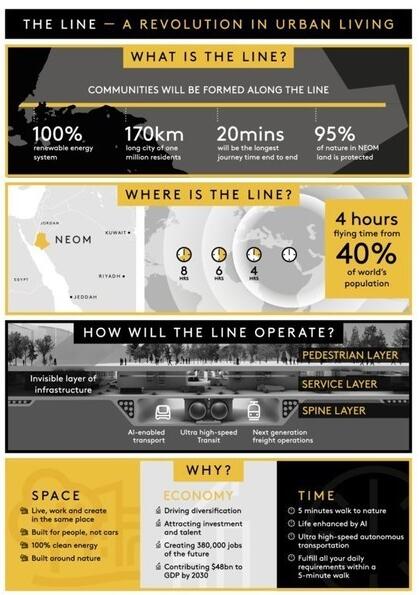 THE LINE — A REVOLUTION IN URBAN LIVING
WHAT IS THE LINE?
COMMUNITIES WILL BE FORMED ALONG THE LINE
100%
renewable energy
system
170km
long city of one
million residents
20mins
will be the longest
journey time end to end
95%
of nature in NEOM
land is protected
WHERE IS THE LINE?
JORDAN
NEOM
KUWAIT
EGYPT
RIYADH
JEDDAH
8
HRS
6
HRS
4
HRS
4 hours
flying time from
40%
of world's
population
HOW WILL THE LINE OPERATE?
PEDESTRIAN LAYER
Invisible layer of
infrastructure
SERVICE LAYER
SPINE LAYER
AI-enabled
transport
Ultra high-speed
Transit
Next generation
freight operations
WHY?
SPACE
Live, work and create
in the same place
Built for people, not cars
100% clean energy
Built around nature
ECONOMY
Driving diversification
Attracting investment
and talent
Creating 380,000 jobs
of the future
Contributing $48bn to
GDP by 2030
TIME
5 minutes walk to nature
Life enhanced by AI
Ultra high-speed autonomous
transportation
Fulfill all your daily
requirements within a
5-minute walk